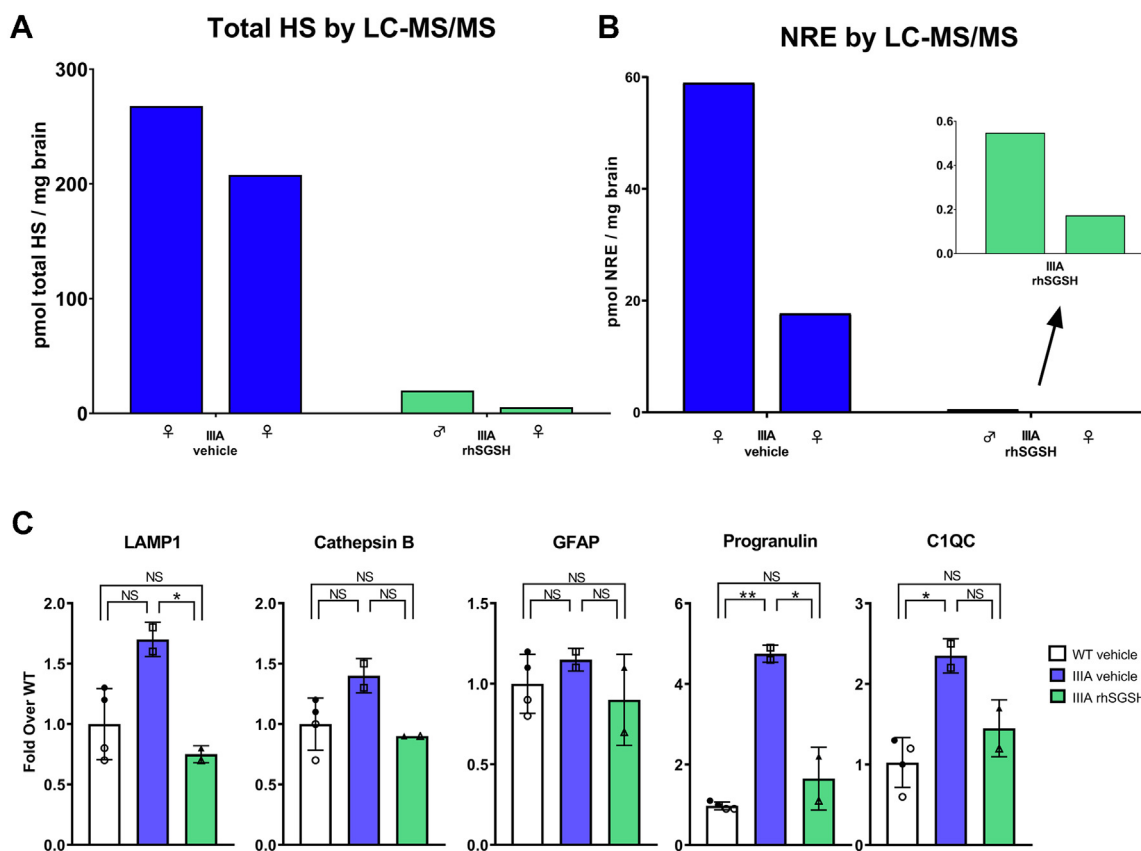 A
Total HS by LC-MS/MS
pmol total HS / mg brain
300
200
100
0
♀ IIIA ♀
vehicle
♂ IIIA ♀
rhSGSH
B
NRE by LC-MS/MS
pmol NRE / mg brain
60
40
20
0
♀ IIIA ♀
vehicle
♂ IIIA ♀
rhSGSH
0.6
0.4
0.2
0.0
IIIA
rhSGSH
C
LAMP1
NS
NS *
Fold Over WT
2.0
1.5
1.0
0.5
0.0
Cathepsin B
NS
NS NS
2.0
1.5
1.0
0.5
0.0
GFAP
NS
NS NS
1.5
1.0
0.5
0.0
Progranulin
NS
** *
6
4
2
0
C1QC
NS
* NS
3
2
1
0
WT vehicle
IIIA vehicle
IIIA rhSGSH